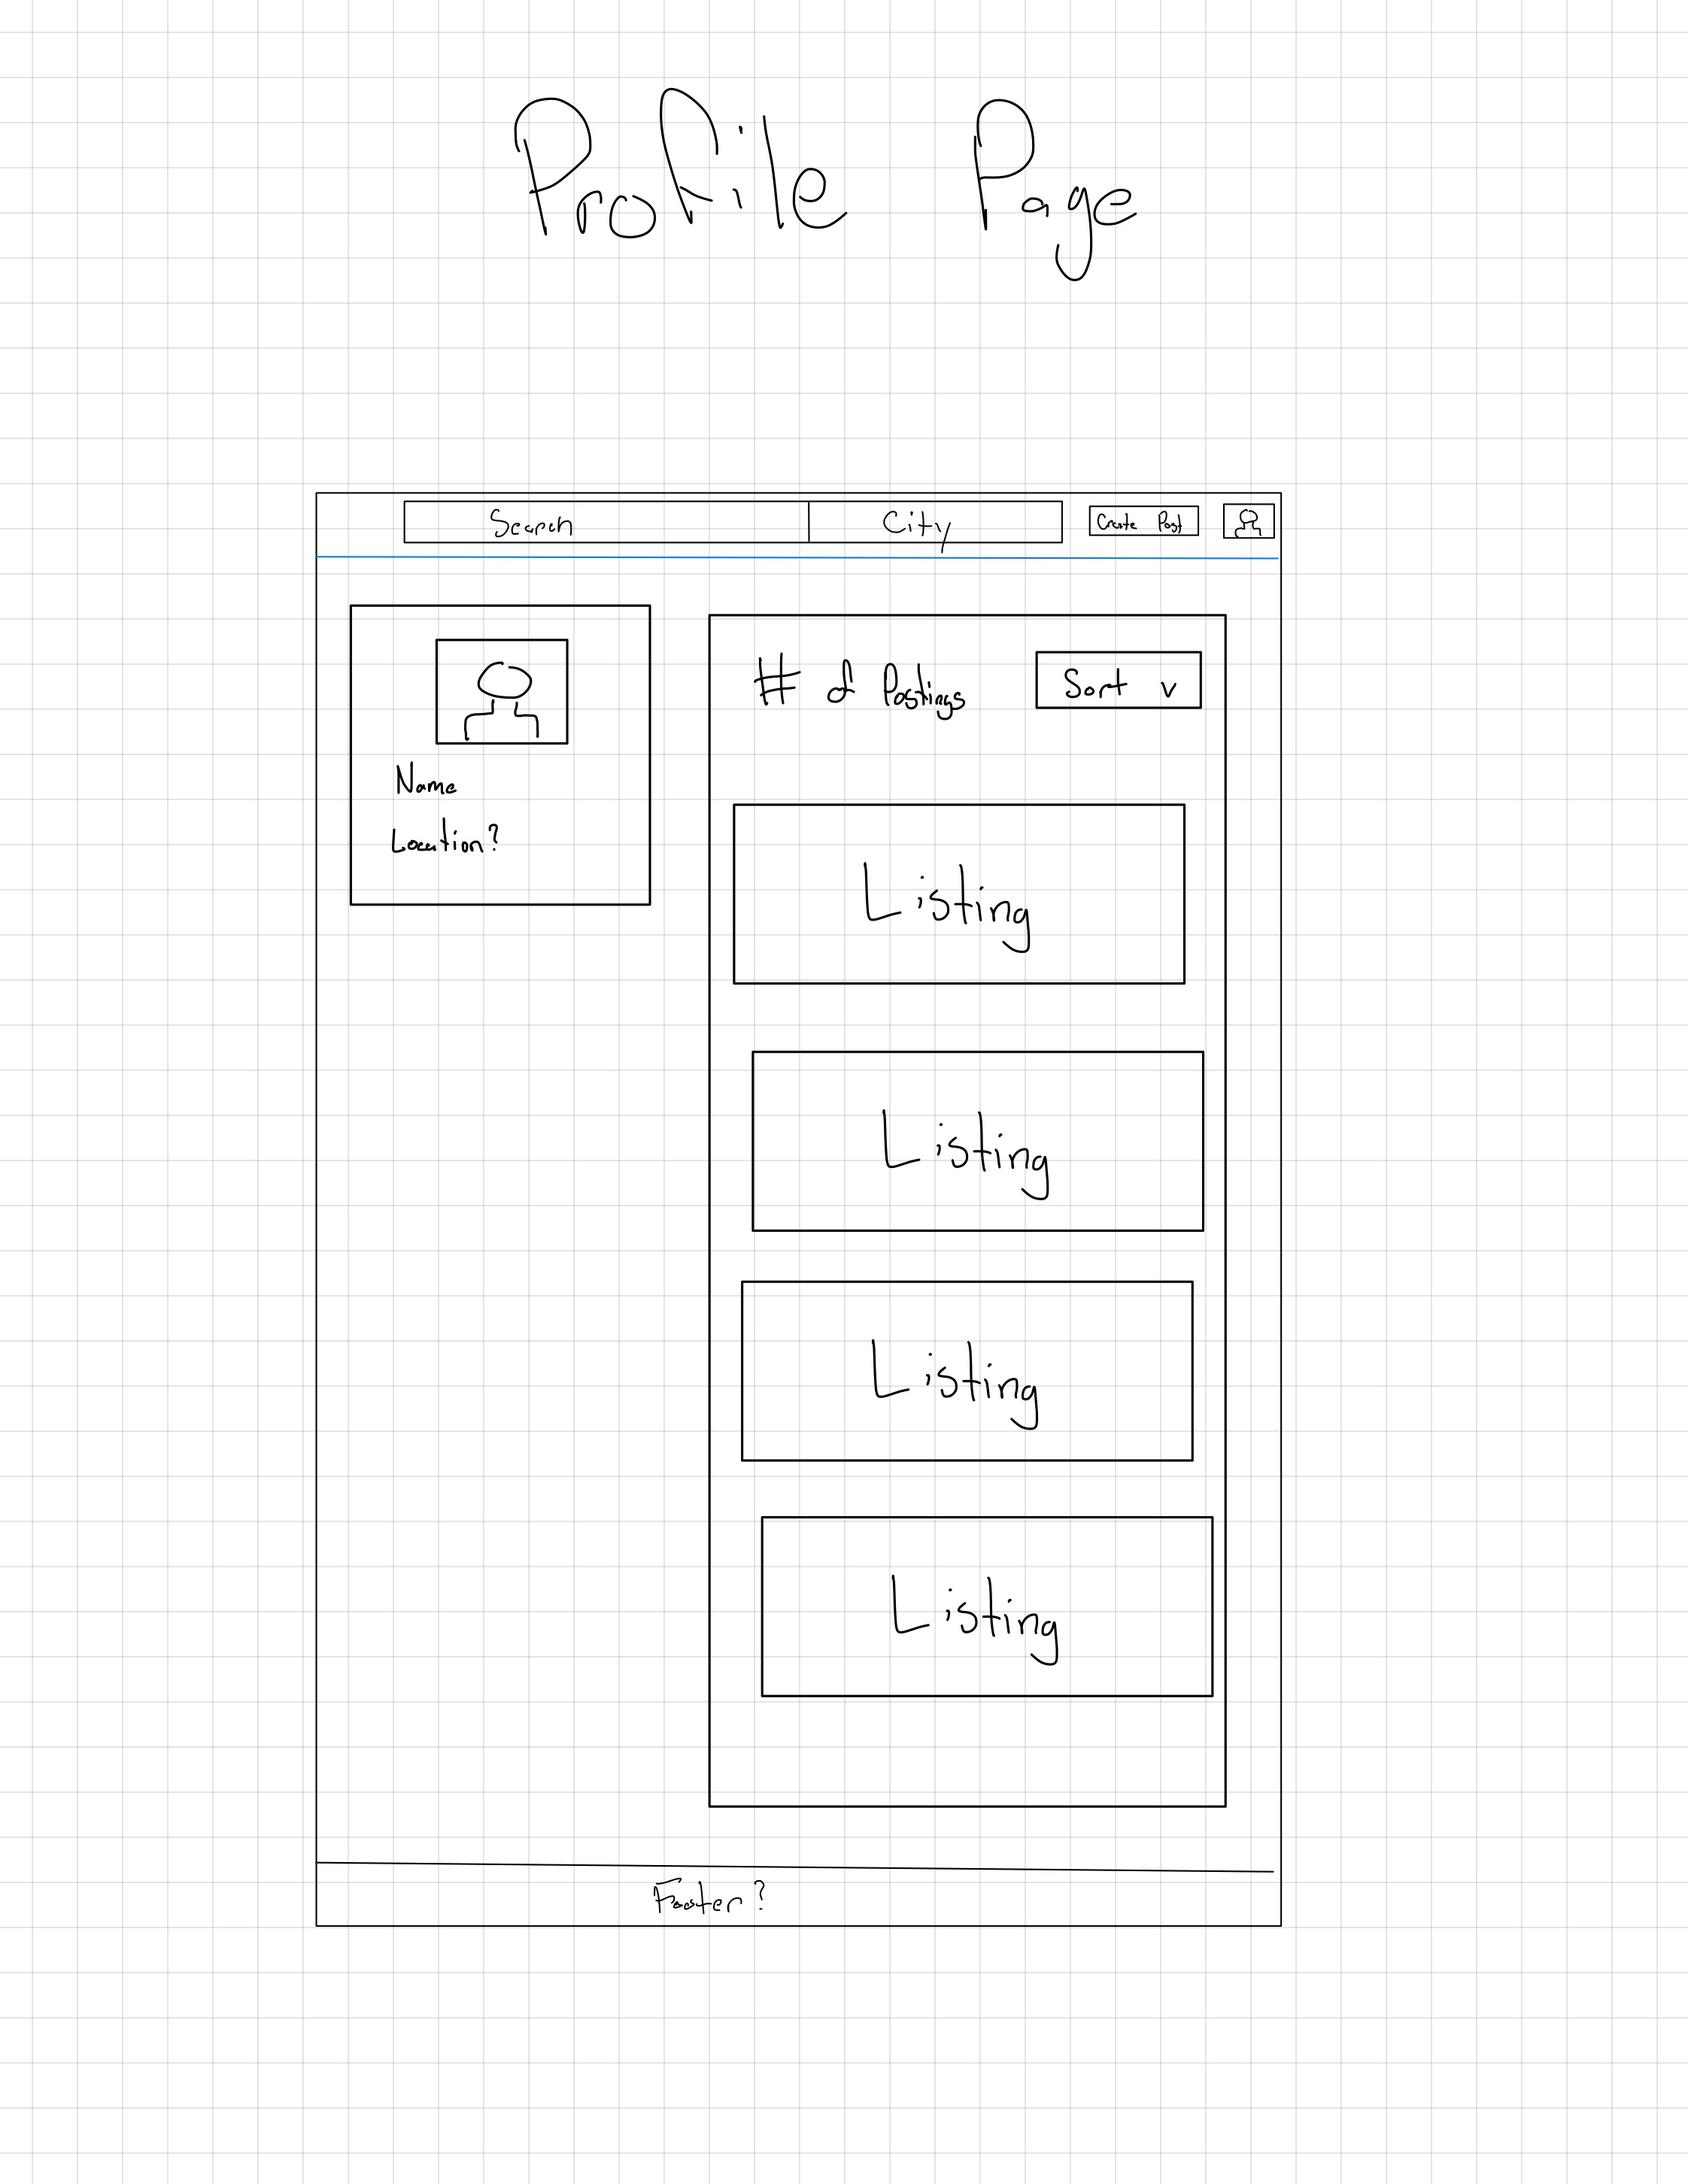 Profile Page
Search City Create Post
# of Postings Sort v
Name
Location?
Listing
Listing
Listing
Listing
Footer?